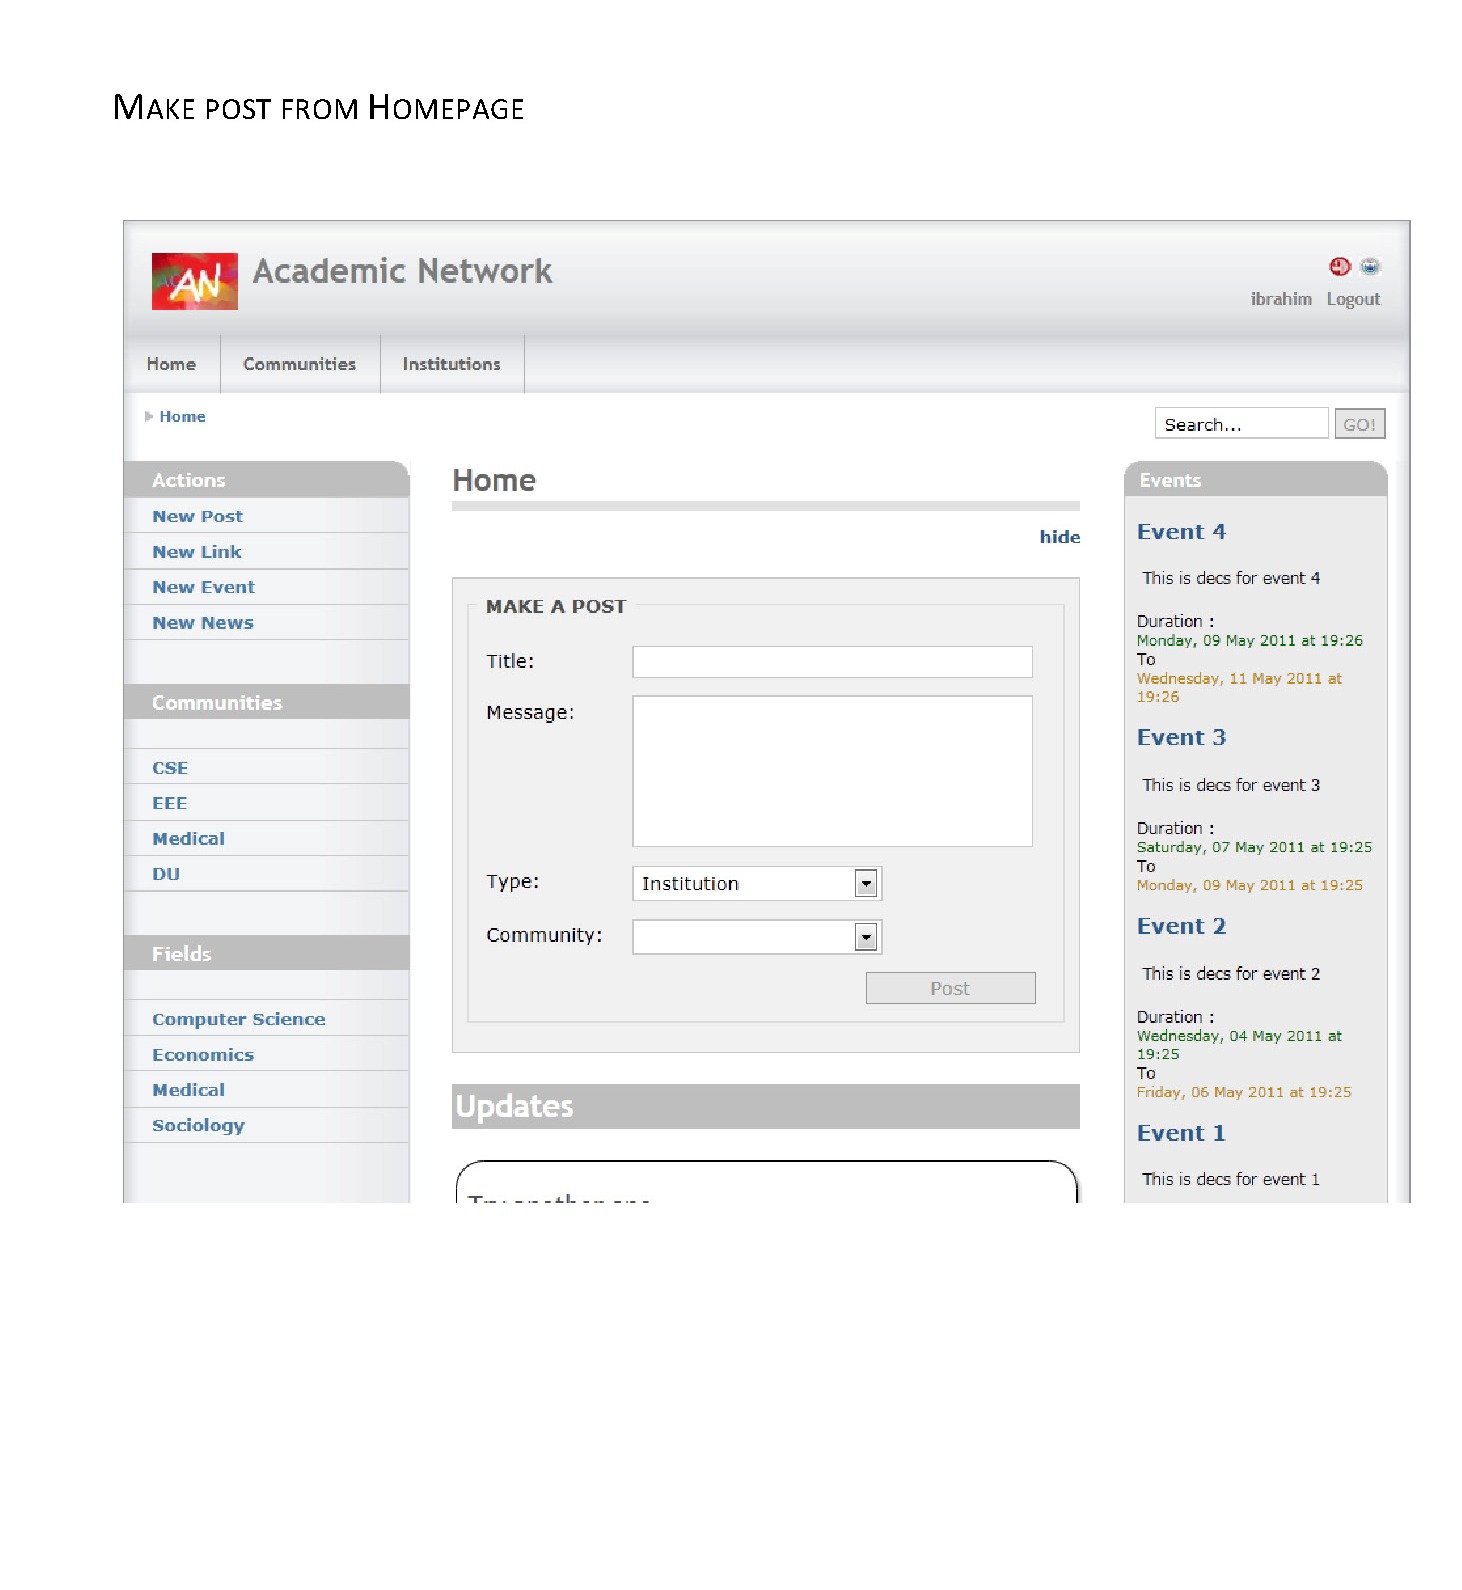 MAKE POST FROM HOMEPAGE
AN Academic Network
ibrahim Logout
Home Communities Institutions
Home
Search... GO!
Actions
New Post
New Link
New Event
New News
Communities
CSE
EEE
Medical
DU
Fields
Computer Science
Economics
Medical
Sociology
Home
hide
MAKE A POST
Title:
Message:
Type: Institution
Community:
Post
Updates
Try another one
Events
Event 4
This is decs for event 4
Duration :
Monday, 09 May 2011 at 19:26
To
Wednesday, 11 May 2011 at
19:26
Event 3
This is decs for event 3
Duration :
Saturday, 07 May 2011 at 19:25
To
Monday, 09 May 2011 at 19:25
Event 2
This is decs for event 2
Duration :
Wednesday, 04 May 2011 at
19:25
To
Friday, 06 May 2011 at 19:25
Event 1
This is decs for event 1